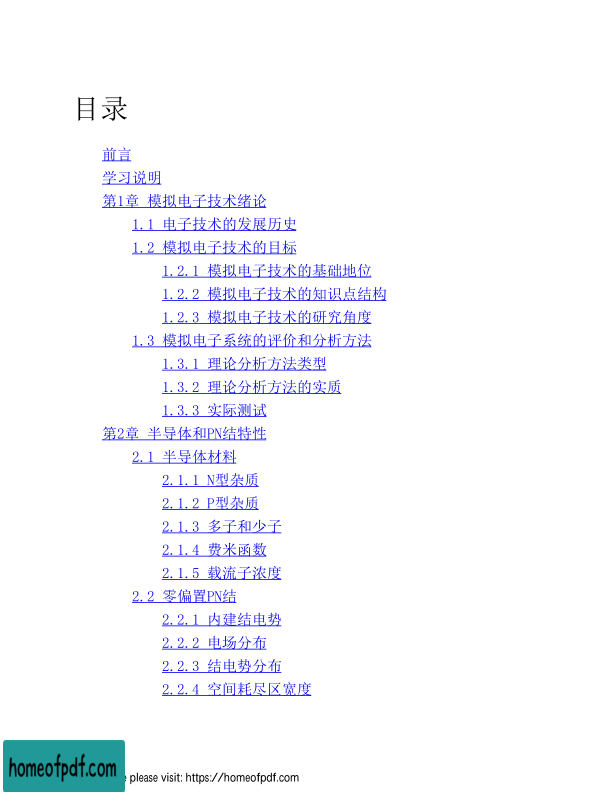 目录
前言
学习说明
第1章 模拟电子技术绪论
1.1 电子技术的发展历史
1.2 模拟电子技术的目标
1.2.1 模拟电子技术的基础地位
1.2.2 模拟电子技术的知识点结构
1.2.3 模拟电子技术的研究角度
1.3 模拟电子系统的评价和分析方法
1.3.1 理论分析方法类型
1.3.2 理论分析方法的实质
1.3.3 实际测试
第2章 半导体和PN结特性
2.1 半导体材料
2.1.1 N型杂质
2.1.2 P型杂质
2.1.3 多子和少子
2.1.4 费米函数
2.1.5 载流子浓度
2.2 零偏置PN结
2.2.1 内建结电势
2.2.2 电场分布
2.2.3 结电势分布
2.2.4 空间耗尽区宽度
homeofpdf.com
please visit: https://homeofpdf.com